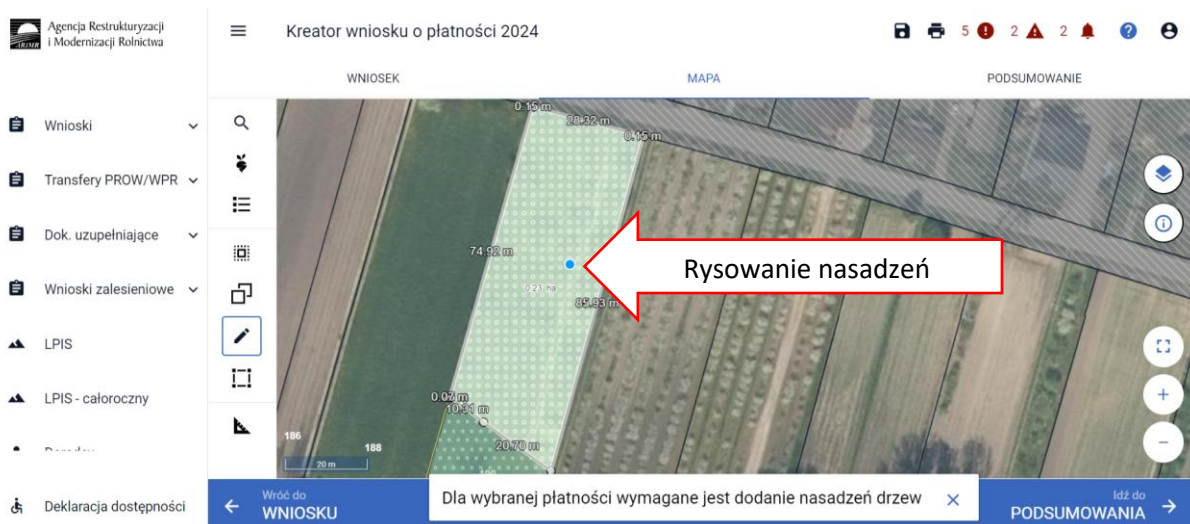 Agencja Restrukturyzacji
i Modernizacji Rolnictwa
ARiMR
Kreator wniosku o płatności 2024
5 2 2
WNIOSEK
MAPA
PODSUMOWANIE
Wnioski
Transfery PROW/WPR
Dok. uzupełniające
Wnioski zalesieniowe
LPIS
LPIS - całoroczny
Deklaracja dostępności
0.15 m
28.32 m
0.15 m
74.92 m
0.23 ha
85.93 m
0.07 m
10.31 m
20.70 m
186
188
20 m
Rysowanie nasadzeń
Wróć do
WNIOSKU
Dla wybranej płatności wymagane jest dodanie nasadzeń drzew
Idź do
PODSUMOWANIA